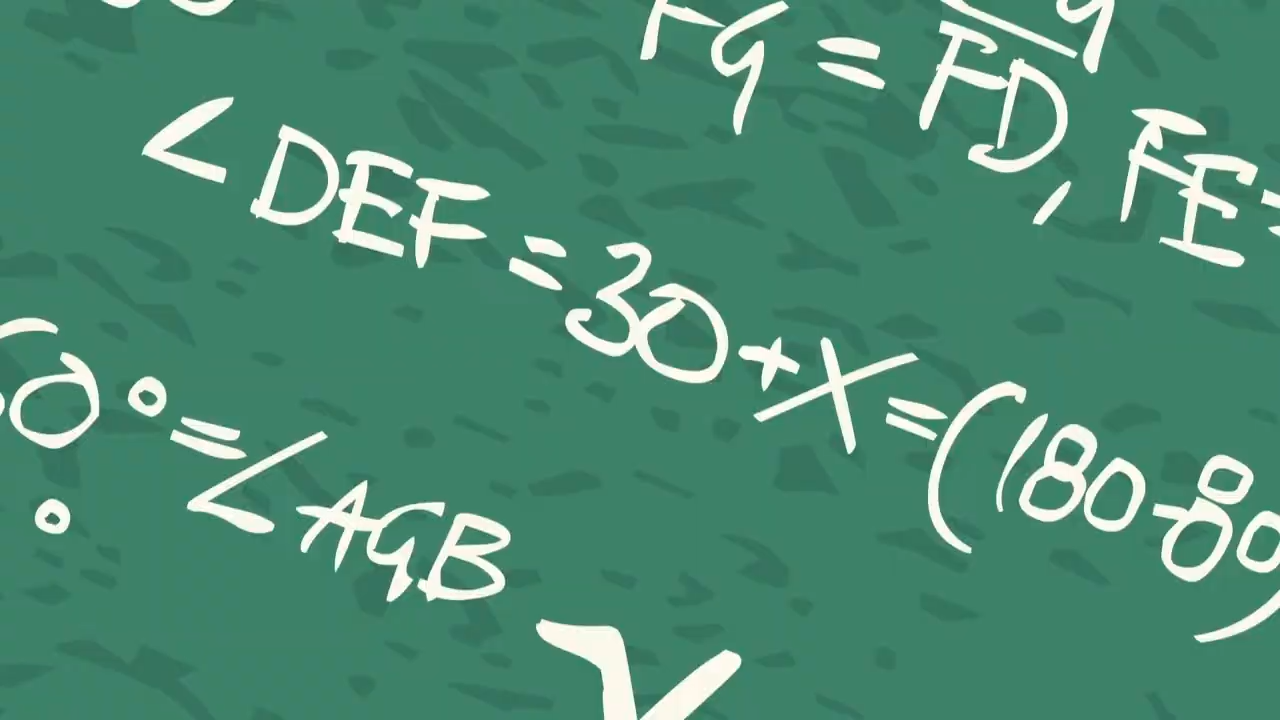 FG = FD, FE=
∠DEF = 30+X=(180-80)
0°=∠AGB